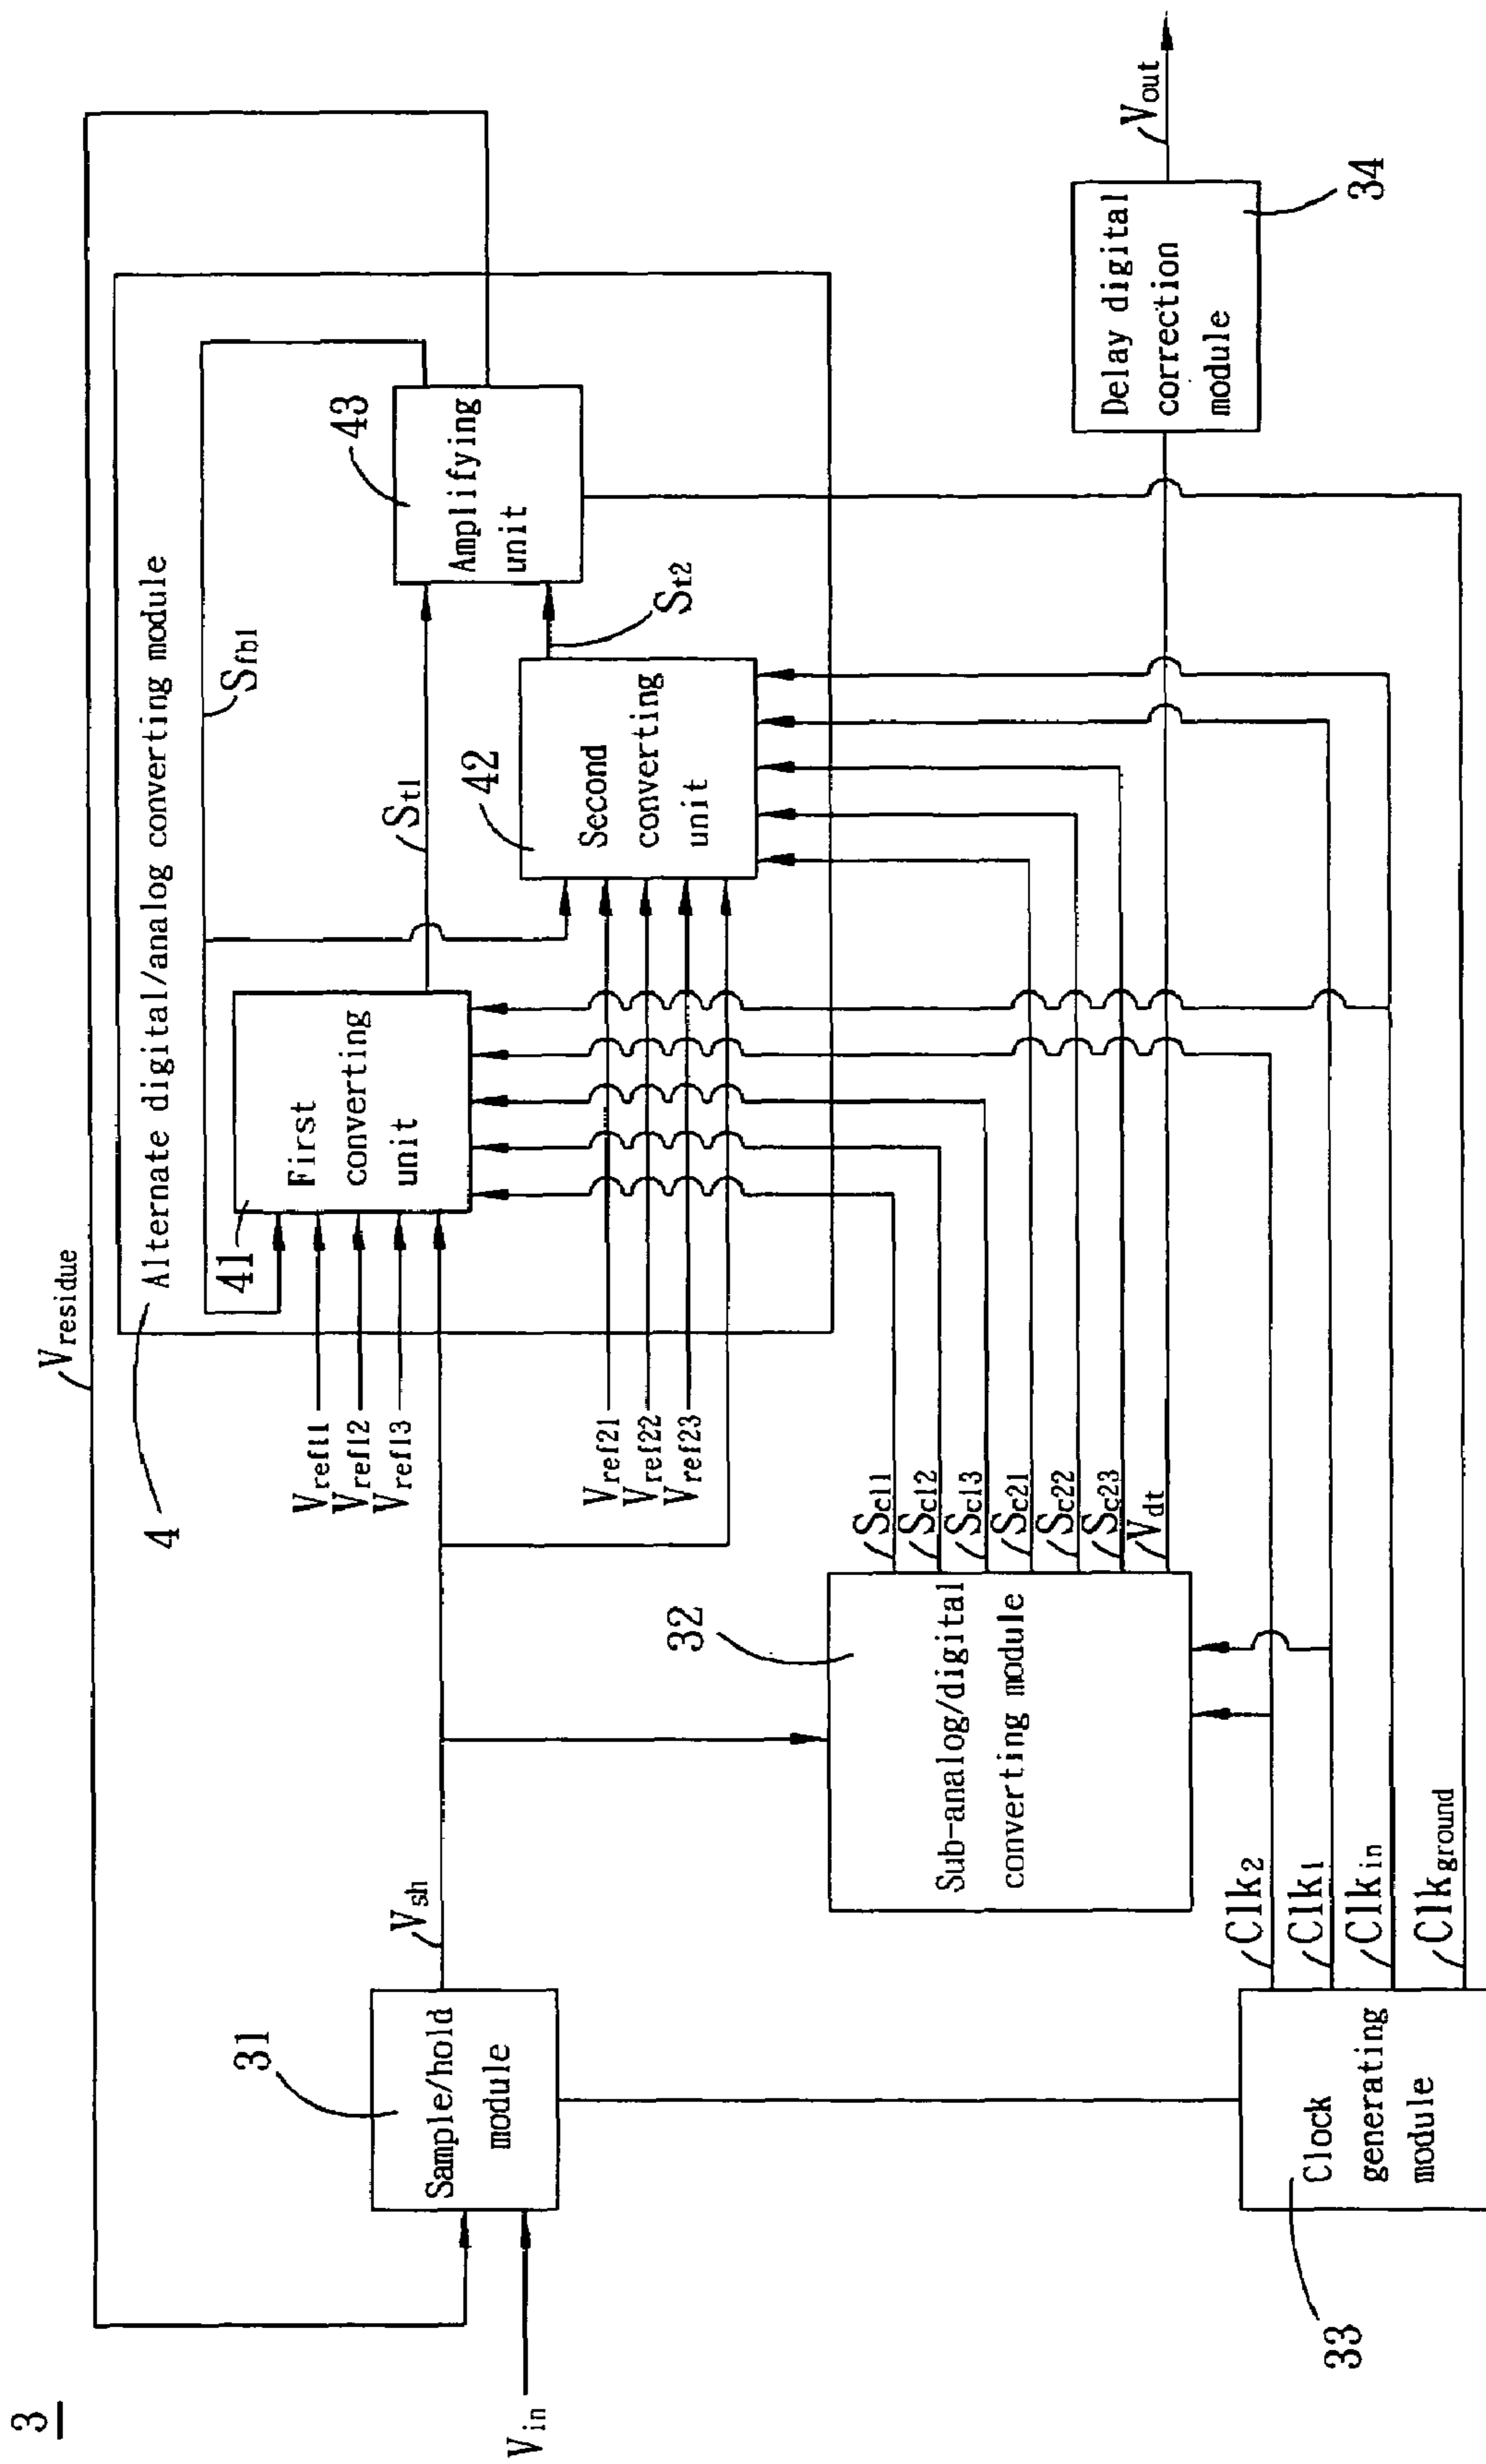 3
Vresidue
4
Alternate digital/analog converting module
Sfb1
41
First
converting
unit
St1
43
Amplifying
unit
Vref11
Vref12
Vref13
42
Second
converting
unit
St2
Vref21
Vref22
Vref23
31
Sample/hold
module
Vsh
Vin
32
Sub-analog/digital
converting module
Sc11
Sc12
Sc13
Sc21
Sc22
Sc23
Vdt
Delay digital
correction
module
34
Vout
33
Clock
generating
module
Clk2
Clk1
Clkin
Clkground